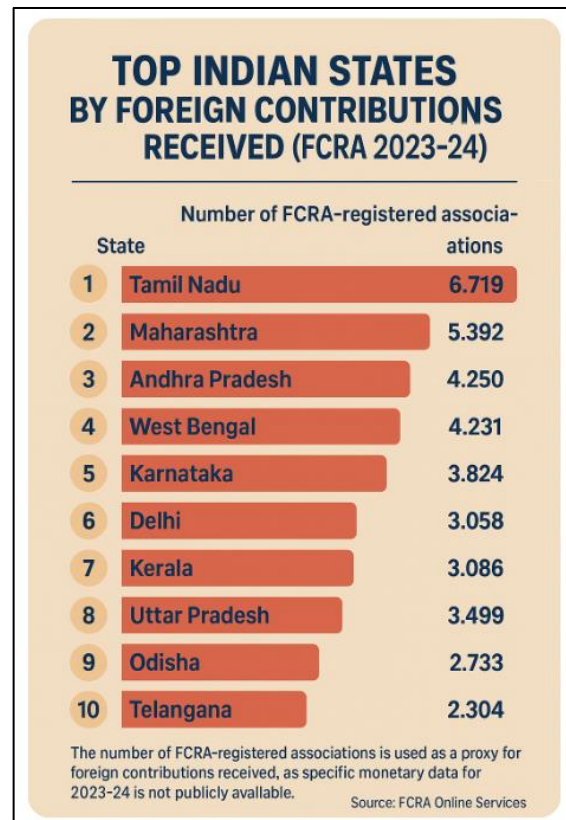 TOP INDIAN STATES
BY FOREIGN CONTRIBUTIONS
RECEIVED (FCRA 2023-24)
Number of FCRA-registered associa-
State ations
1 Tamil Nadu 6.719
2 Maharashtra 5.392
3 Andhra Pradesh 4.250
4 West Bengal 4.231
5 Karnataka 3.824
6 Delhi 3.058
7 Kerala 3.086
8 Uttar Pradesh 3.499
9 Odisha 2.733
10 Telangana 2.304
The number of FCRA-registered associations is used as a proxy for
foreign contributions received, as specific monetary data for
2023-24 is not publicly available.
Source: FCRA Online Services